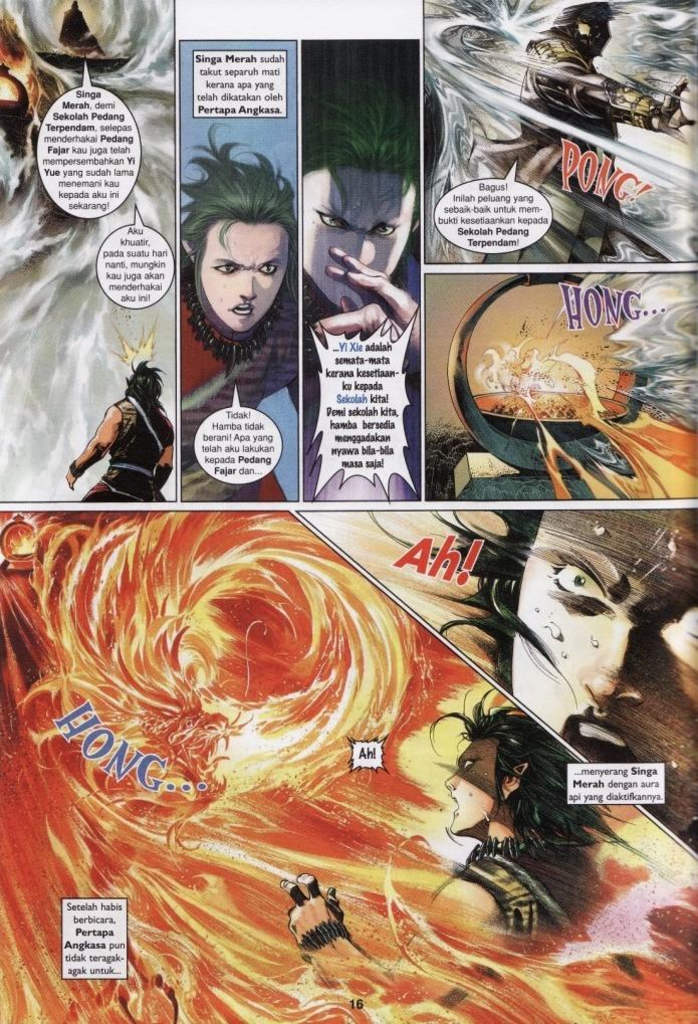 Singa
Merah, demi
Sekolah Pedang
Terpendam, selepas
menderhakai Pedang
Fajar kau juga telah
mempersembahkan Yi
Yue yang sudah lama
menemani kau
kepada aku ini
sekarang!
Aku
khuatir,
pada suatu hari
nanti, mungkin
kau juga akan
menderhakai
aku ini!
Singa Merah sudah
takut separuh mati
kerana apa yang
telah dikatakan oleh
Pertapa Angkasa.
Tidak!
Hamba tidak
berani! Apa yang
telah aku lakukan
kepada Pedang
Fajar dan...
...Yi Xie adalah
semata-mata
kerana kesetiaan-
ku kepada
Sekolah kita!
Demi sekolah kita,
hamba bersedia
menggadakan
nyawa bila-bila
masa saja!
PONG!
Bagus!
Inilah peluang yang
sebaik-baik untuk mem-
bukti kesetiaankan kepada
Sekolah Pedang
Terpendam!
HONG...
Ah!
HONG...
Ah!
Setelah habis
berbicara,
Pertapa
Angkasa pun
tidak teragak-
agak untuk...
...menyerang Singa
Merah dengan aura
api yang diaktifkannya.
16